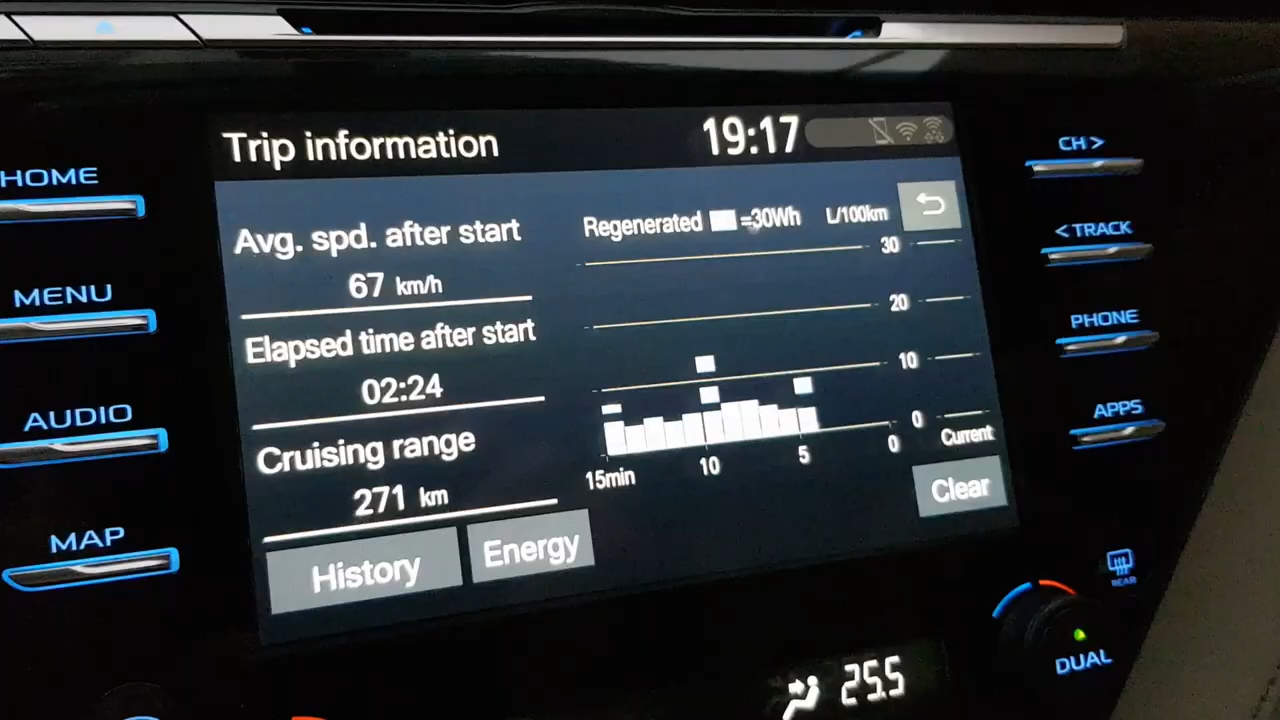 Trip information 19:17
HOME
MENU
AUDIO
MAP
Avg. spd. after start
67 km/h
Elapsed time after start
02:24
Cruising range
271 km
History
Energy
Regenerated =30Wh L/100km
30
20
10
0
15min 10 5 0
Current
Clear
CH >
< TRACK
PHONE
APPS
REAR
DUAL
25.5